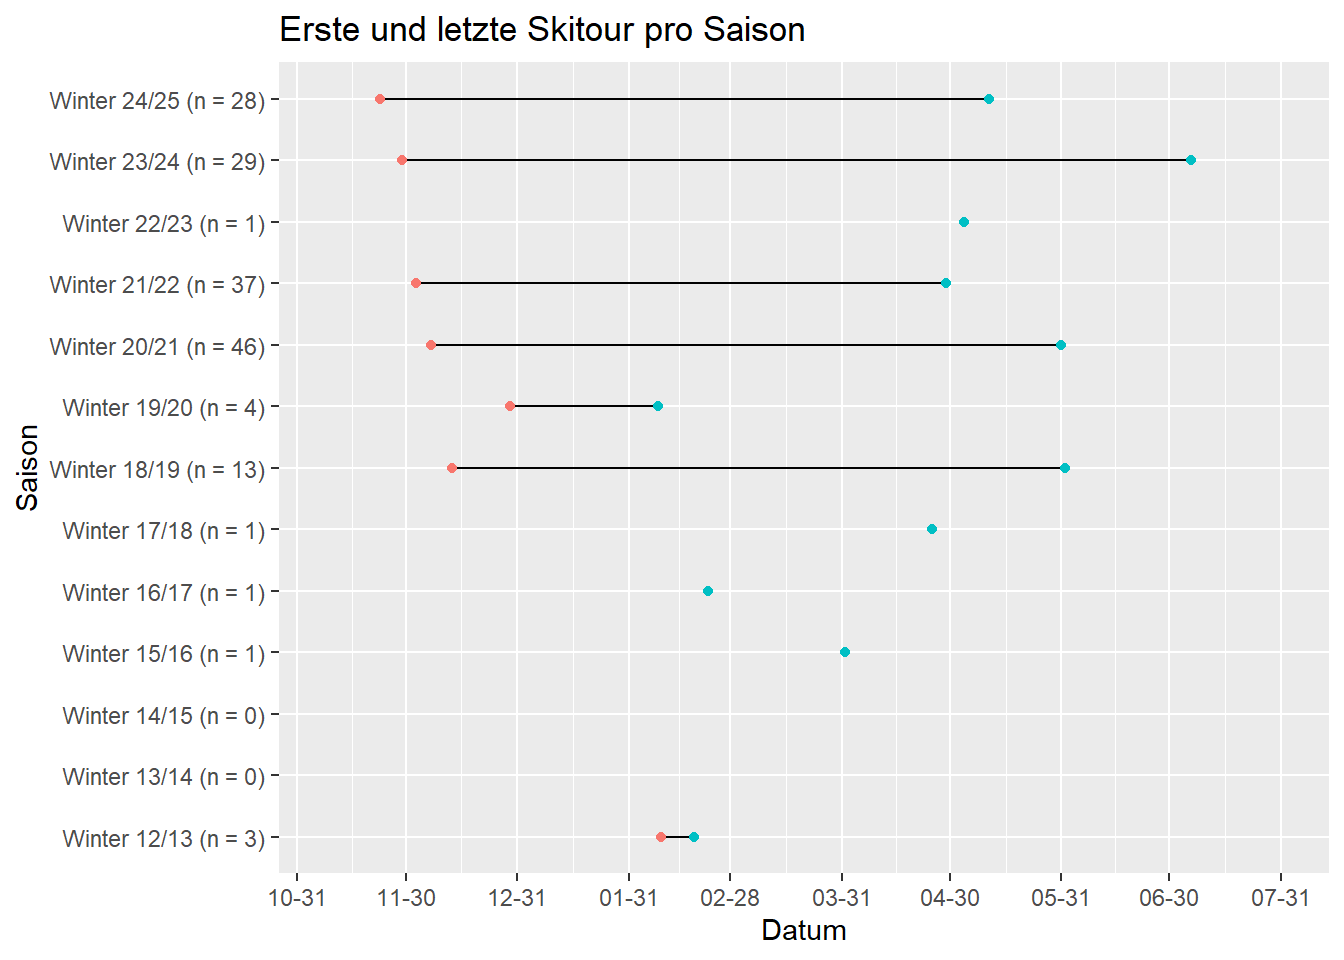 Erste und letzte Skitour pro Saison
Winter 24/25 (n = 28)
Winter 23/24 (n = 29)
Winter 22/23 (n = 1)
Winter 21/22 (n = 37)
Winter 20/21 (n = 46)
Winter 19/20 (n = 4)
Winter 18/19 (n = 13)
Winter 17/18 (n = 1)
Winter 16/17 (n = 1)
Winter 15/16 (n = 1)
Winter 14/15 (n = 0)
Winter 13/14 (n = 0)
Winter 12/13 (n = 3)
Saison
10-31 11-30 12-31 01-31 02-28 03-31 04-30 05-31 06-30 07-31
Datum